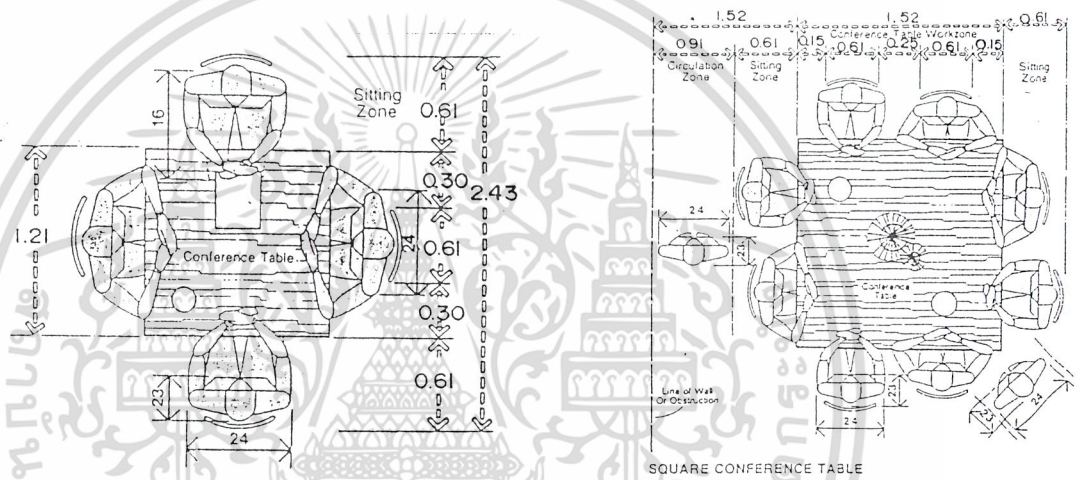 Sitting
Zone
0.61
16
0.30
2.43
1.21
24
0.61
Conference Table
0.30
0.61
23
24
1.52
1.52
0.61
Conference Table Workzone
0.91
0.61
0.15
0.61
0.25
0.61
0.15
Circulation
Zone
Sitting
Zone
Sitting
Zone
24
23
Conference
Table
Line of Wall
Or Obstruction
23
24
23
24
SQUARE CONFERENCE TABLE